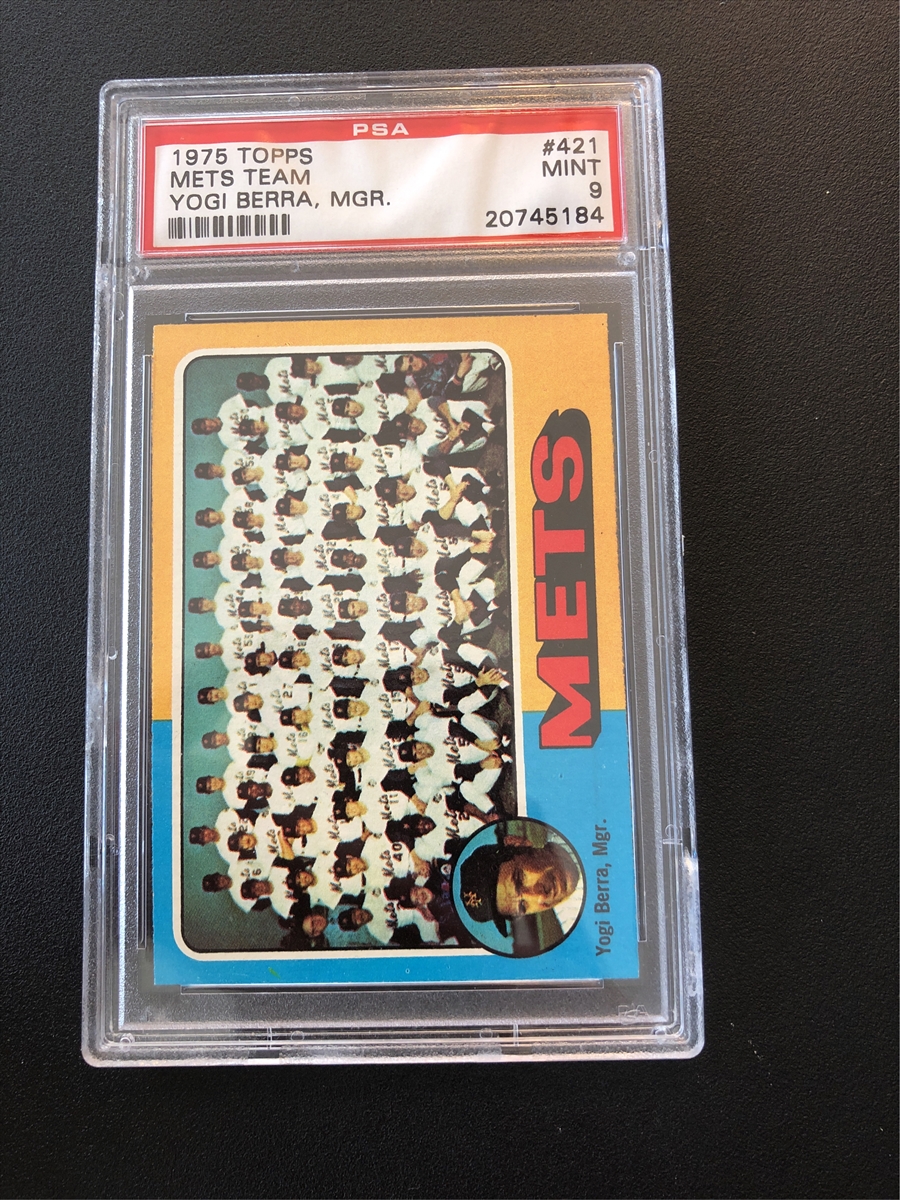 PSA
1975 TOPPS #421
METS TEAM MINT
YOGI BERRA, MGR. 9
20745184
METS
Yogi Berra, Mgr.